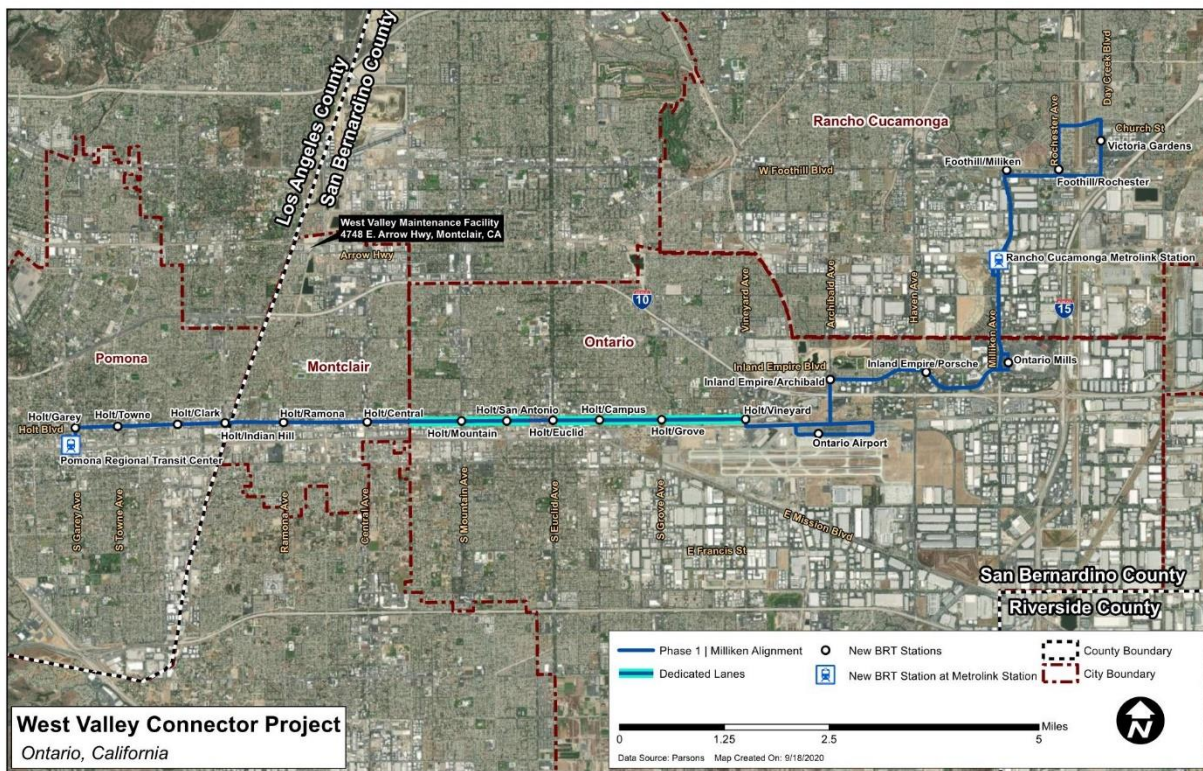 Los Angeles County
San Bernardino County
Day Creek Blvd
Rancho Cucamonga
Rochester Ave
Church St
Victoria Gardens
Foothill/Miliken
W Foothill Blvd
Foothill/Rochester
West Valley Maintenance Facility
4748 E. Arrow Hwy, Montclair, CA
Arrow Hwy
Rancho Cucamonga Metrolink Station
Vineyard Ave
Archibald Ave
Haven Ave
Milliken Ave
10
15
Pomona
Montclair
Ontario
Inland Empire Blvd
Inland Empire/Porsche
Ontario Mills
Inland Empire/Archibald
Holt/Garey
Holt/Towne
Holt/Clark
Holt/Ramona
Holt/Central
Holt/San Antonio
Holt/Campus
Holt/Vineyard
Holt Blvd
Holt/Indian Hill
Holt/Mountain
Holt/Euclid
Holt/Grove
Ontario Airport
Pomona Regional Transit Center
S Garey Ave
S Towne Ave
Ramona Ave
Central Ave
S Mountain Ave
S Euclid Ave
S Grove Ave
E Mission Blvd
E Francis St
San Bernardino County
Riverside County
Phase 1 | Milliken Alignment
New BRT Stations
County Boundary
Dedicated Lanes
New BRT Station at Metrolink Station
City Boundary
Miles
0 1.25 2.5 5
Data Source: Parsons Map Created On: 9/18/2020
N
West Valley Connector Project
Ontario, California